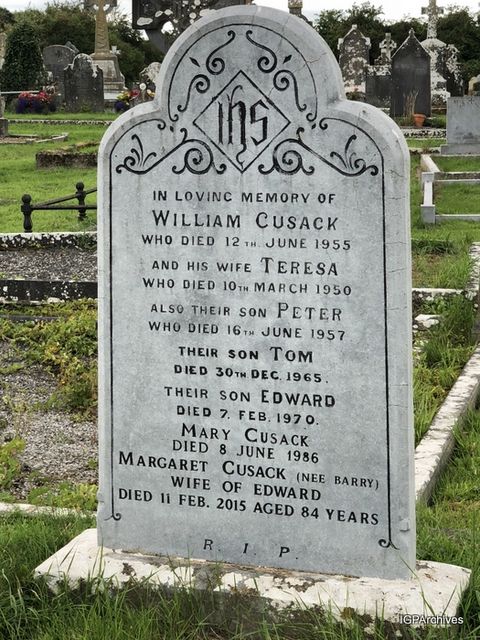 IHS
IN LOVING MEMORY OF
WILLIAM CUSACK
WHO DIED 12TH JUNE 1955
AND HIS WIFE TERESA
WHO DIED 10TH MARCH 1950
ALSO THEIR SON PETER
WHO DIED 16TH JUNE 1957
THEIR SON TOM
DIED 30TH DEC. 1965.
THEIR SON EDWARD
DIED 7. FEB. 1970.
MARY CUSACK
DIED 8 JUNE 1986
MARGARET CUSACK (NEE BARRY)
WIFE OF EDWARD
DIED 11 FEB. 2015 AGED 84 YEARS
R. I. P.
IGPArchives